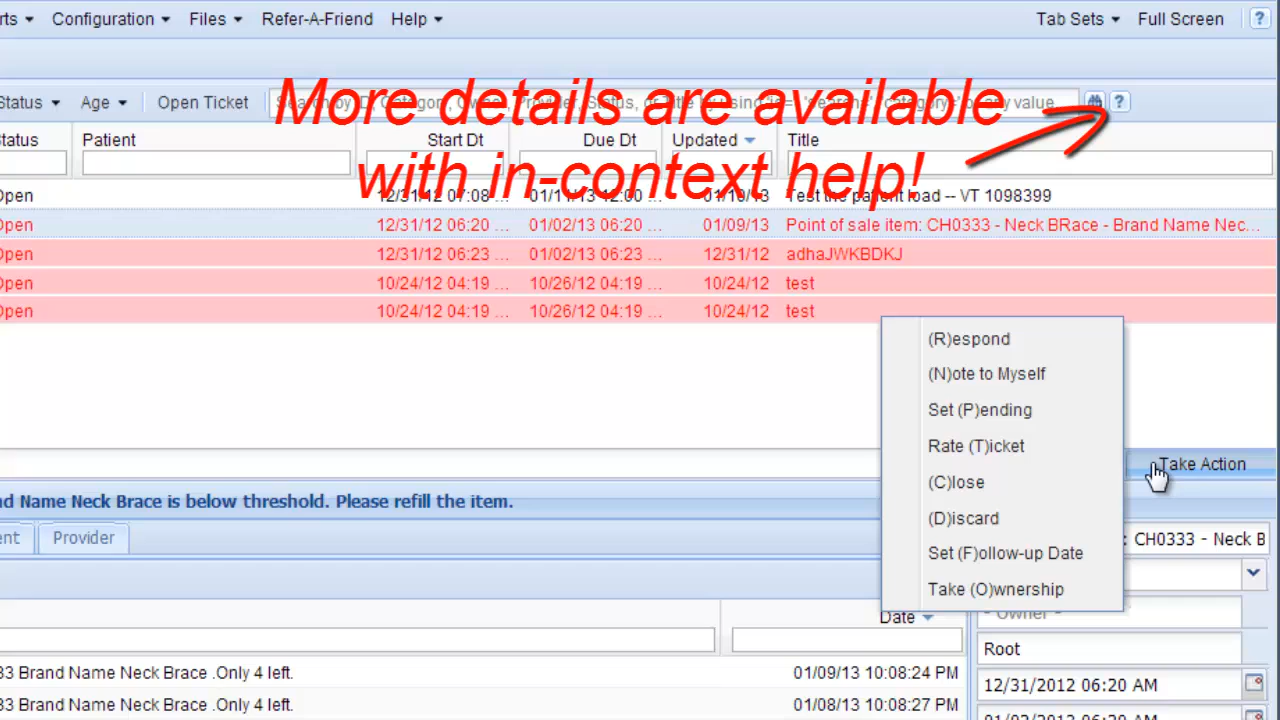 rts Configuration Files Refer-A-Friend Help Tab Sets Full Screen ?
Status Age Open Ticket ?
More details are available
with in-context help!
tatus Patient Start Dt Due Dt Updated Title
Open 12/31/12 07:08 ... 12:00 ... Test the patient load -- VT 1098399
Open 12/31/12 06:20 ... 01/02/13 06:20 ... 01/09/13 Point of sale item: CH0333 - Neck BRace - Brand Name Nec...
Open 12/31/12 06:23 ... 01/02/13 06:23 ... 12/31/12 adhaJWKBDKJ
Open 10/24/12 04:19 ... 10/26/12 04:19 ... 10/24/12 test
Open 10/24/12 04:19 ... 10/26/12 04:19 ... 10/24/12 test
(R)espond
(N)ote to Myself
Set (P)ending
Rate (T)icket
(C)lose
(D)iscard
Set (F)ollow-up Date
Take (O)wnership
Take Action
nd Name Neck Brace is below threshold. Please refill the item.
ent Provider : CH0333 - Neck B
Date - Owner -
Root
33 Brand Name Neck Brace .Only 4 left. 01/09/13 10:08:24 PM 12/31/2012 06:20 AM
33 Brand Name Neck Brace .Only 4 left. 01/08/13 10:08:27 PM